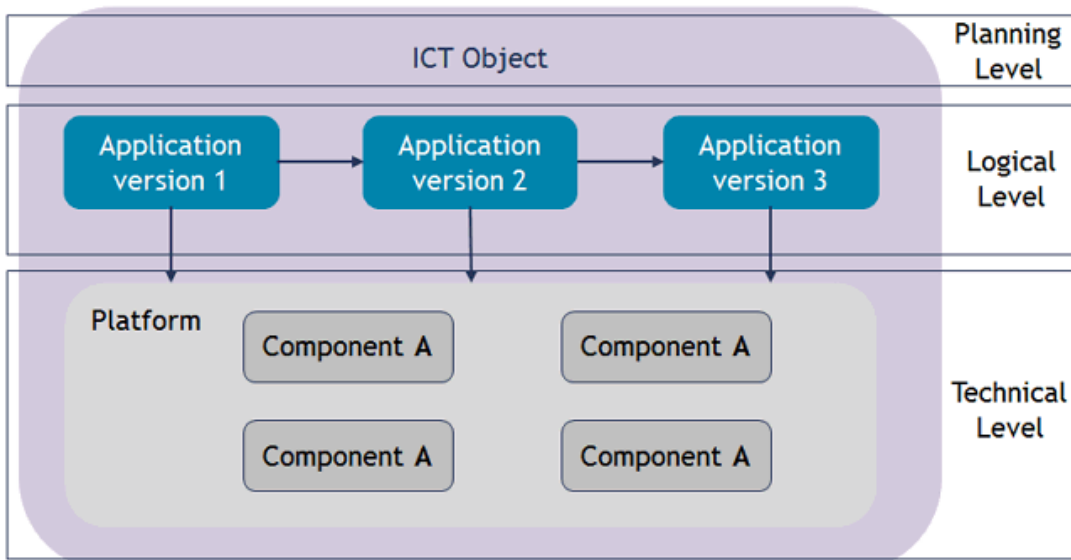 ICT Object
Planning
Level
Application
version 1
Application
version 2
Application
version 3
Logical
Level
Platform
Component A
Component A
Component A
Component A
Technical
Level